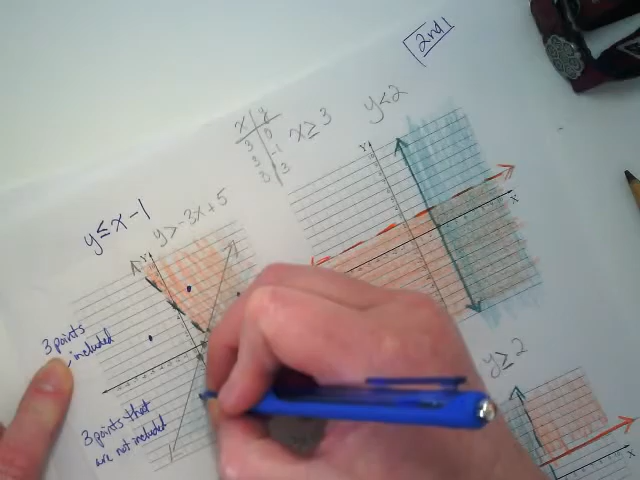 2nd!
x y
3 0
3 -1
3 3
x ≥ 3
y < 2
y ≤ x - 1
y > -3x + 5
3 points
included
3 points that
are not included
y ≥ 2
Y
X
Y
X